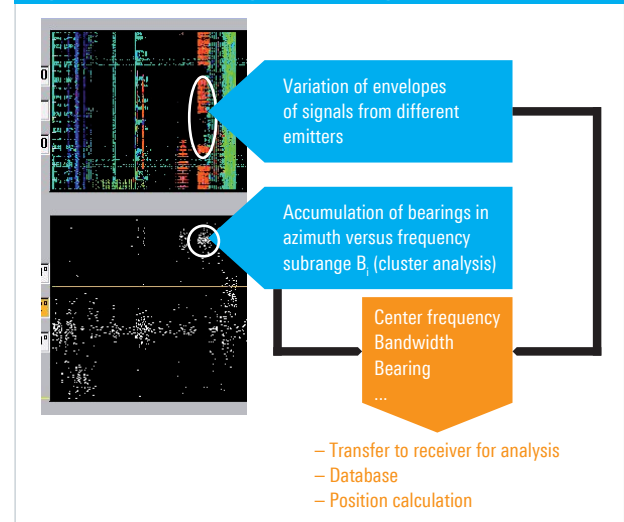 Variation of envelopes
of signals from different
emitters
Accumulation of bearings in
azimuth versus frequency
subrange Bi (cluster analysis)
Center frequency
Bandwidth
Bearing
...
– Transfer to receiver for analysis
– Database
– Position calculation